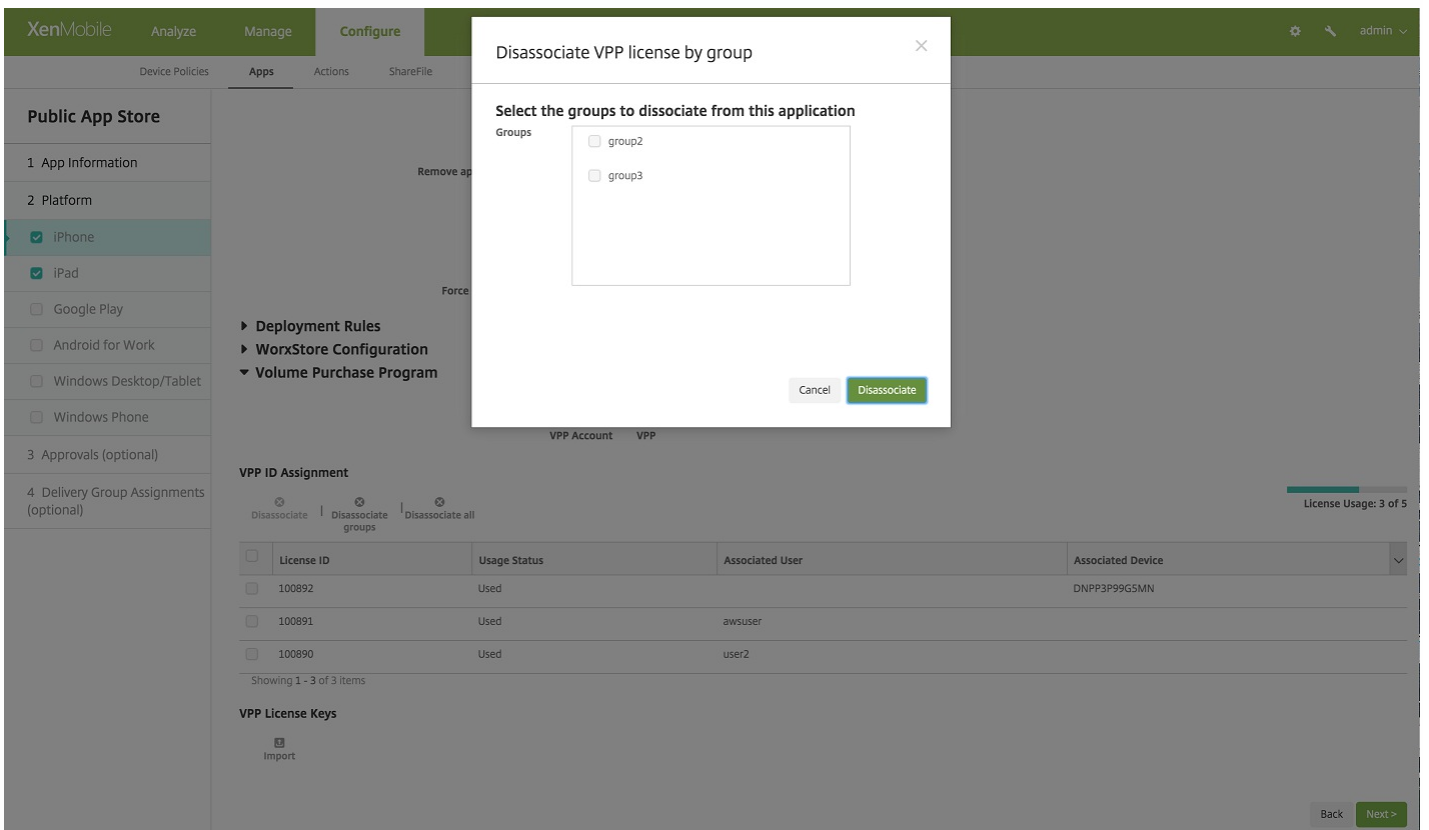 XenMobile Analyze Manage Configure admin
Device Policies Apps Actions ShareFile
Disassociate VPP license by group
Select the groups to dissociate from this application
Groups
group2
group3
Cancel Disassociate
Public App Store
1 App Information
2 Platform
iPhone
iPad
Google Play
Android for Work
Windows Desktop/Tablet
Windows Phone
3 Approvals (optional)
4 Delivery Group Assignments
(optional)
Remove ap
Force
Deployment Rules
WorxStore Configuration
Volume Purchase Program
VPP Account VPP
VPP ID Assignment
Disassociate | Disassociate groups | Disassociate all
License Usage: 3 of 5
License ID Usage Status Associated User Associated Device
100892 Used DNPP3P99G5MN
100891 Used awsuser
100890 Used user2
Showing 1 - 3 of 3 items
VPP License Keys
Import
Back Next >